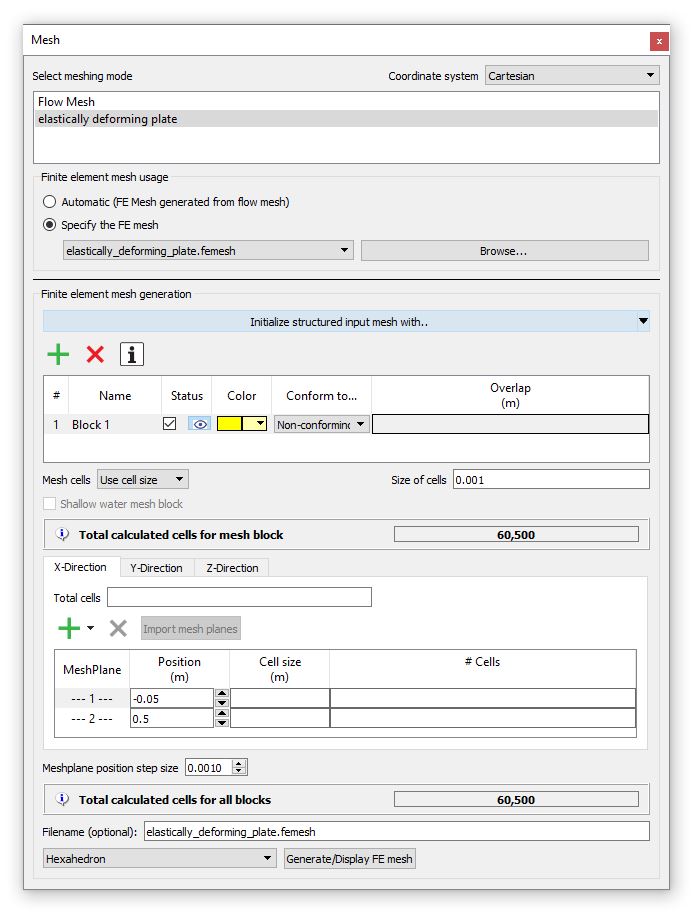 Mesh
x
Select meshing mode
Coordinate system Cartesian
Flow Mesh
elastically deforming plate
Finite element mesh usage
Automatic (FE Mesh generated from flow mesh)
Specify the FE mesh
elastically_deforming_plate.femesh Browse...
Finite element mesh generation
Initialize structured input mesh with..
# Name Status Color Conform to... Overlap
(m)
1 Block 1 Non-conforming
Mesh cells Use cell size Size of cells 0.001
Shallow water mesh block
Total calculated cells for mesh block 60,500
X-Direction Y-Direction Z-Direction
Total cells
Import mesh planes
MeshPlane Position
(m) Cell size
(m) # Cells
--- 1 --- -0.05
--- 2 --- 0.5
Meshplane position step size 0.0010
Total calculated cells for all blocks 60,500
Filename (optional): elastically_deforming_plate.femesh
Hexahedron Generate/Display FE mesh